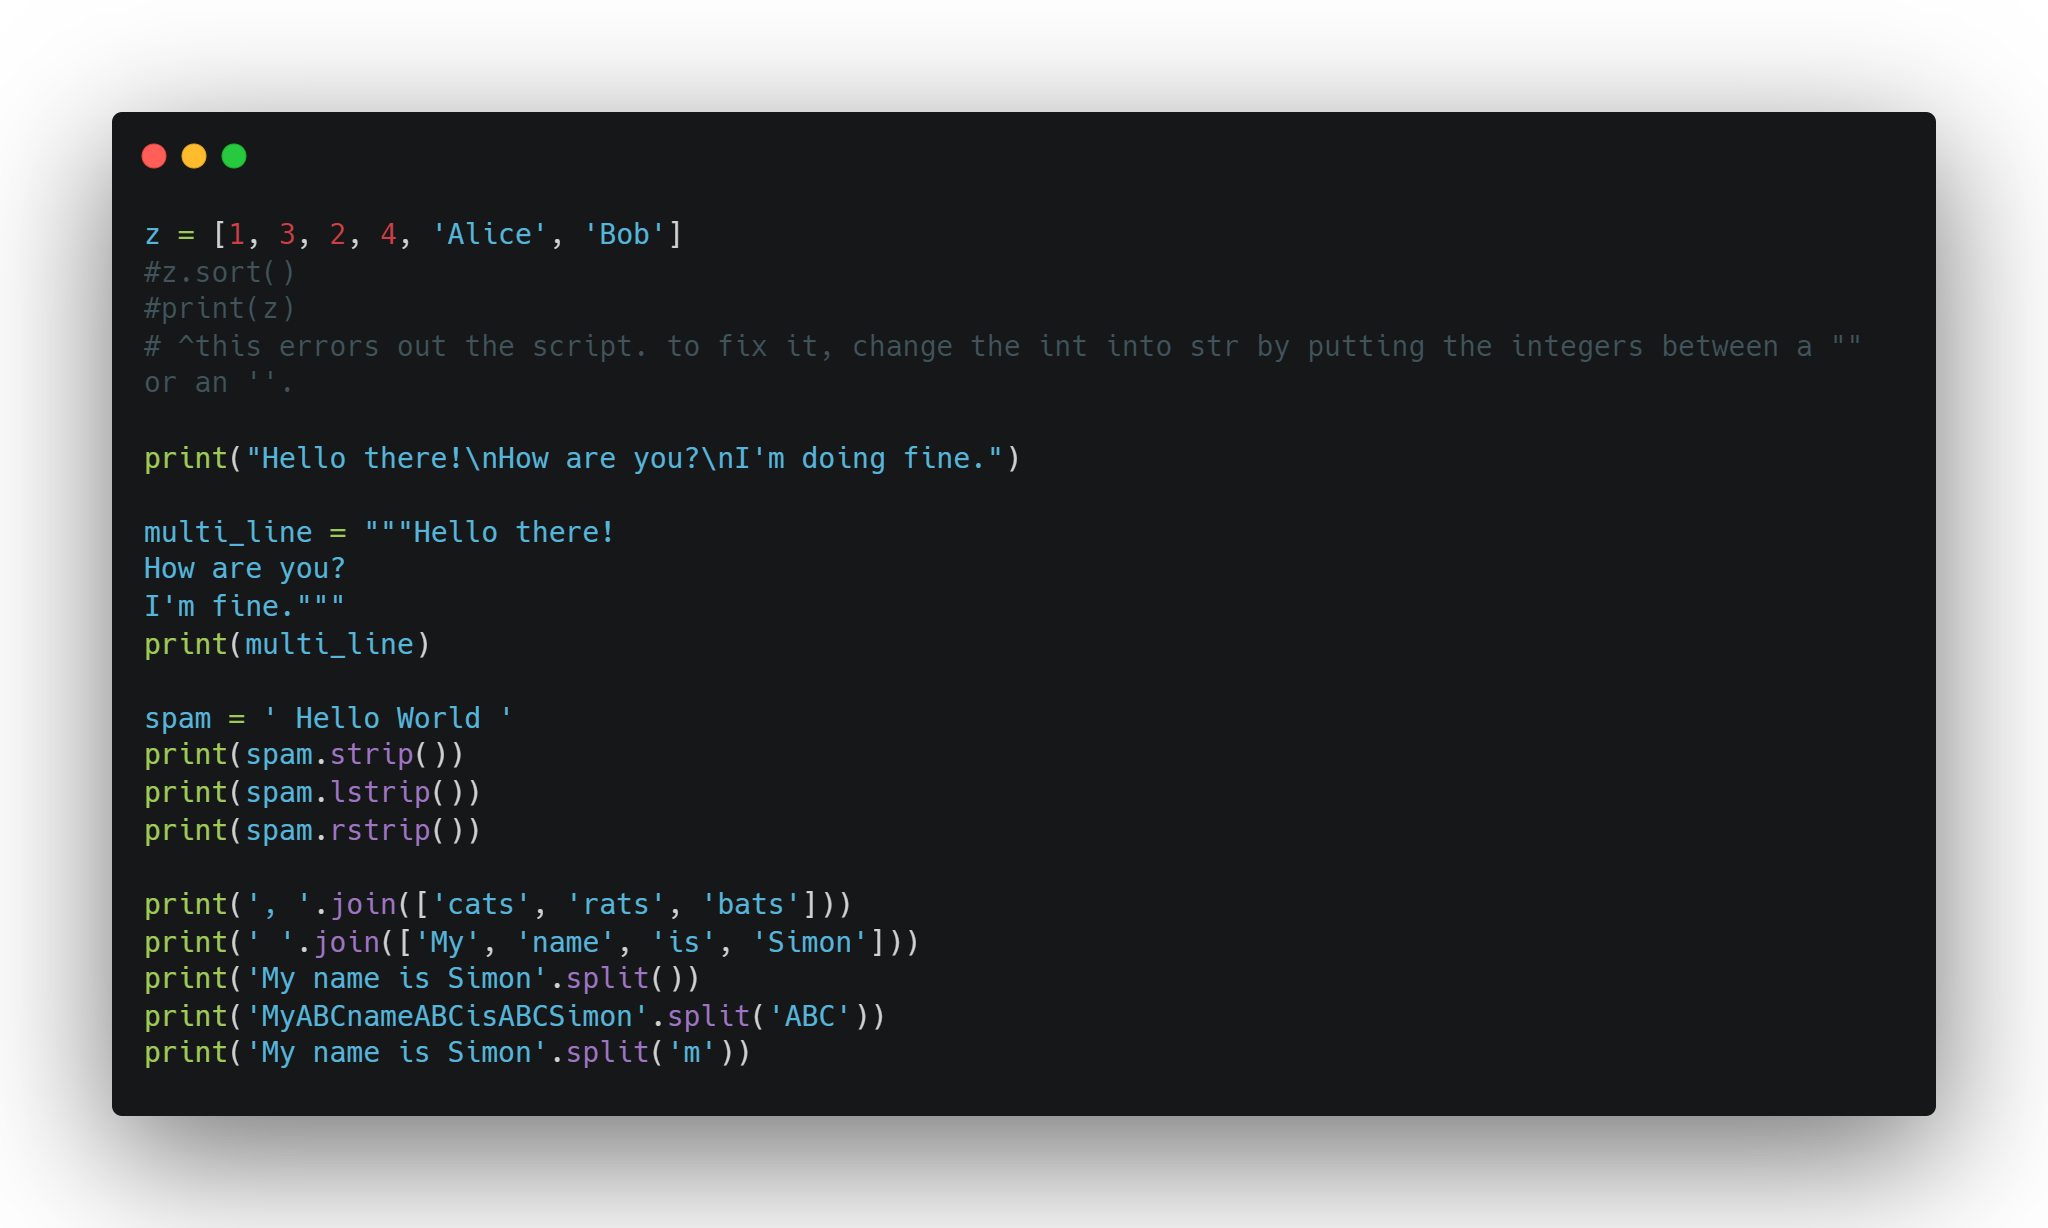 z = [1, 3, 2, 4, 'Alice', 'Bob']
#z.sort()
#print(z)
# ^this errors out the script. to fix it, change the int into str by putting the integers between a ""
or an ''.
print("Hello there!\nHow are you?\nI'm doing fine.")
multi_line = """Hello there!
How are you?
I'm fine."""
print(multi_line)
spam = ' Hello World '
print(spam.strip())
print(spam.lstrip())
print(spam.rstrip())
print(', '.join(['cats', 'rats', 'bats']))
print(' '.join(['My', 'name', 'is', 'Simon']))
print('My name is Simon'.split())
print('MyABCnameABCisABCSimon'.split('ABC'))
print('My name is Simon'.split('m'))